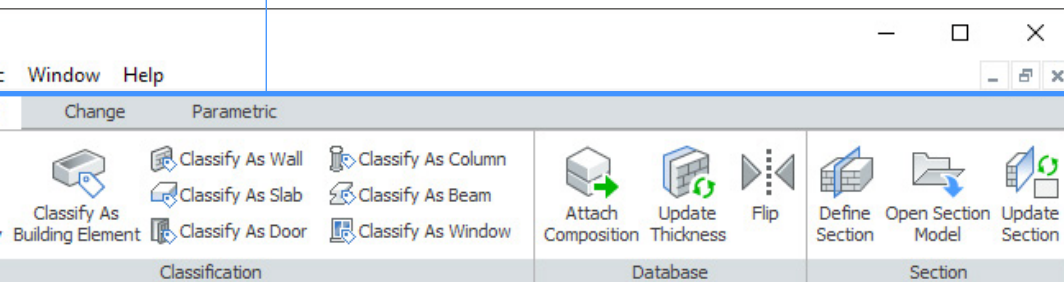 Window Help
Change Parametric
Classify As Building Element
Classify As Wall
Classify As Slab
Classify As Door
Classify As Column
Classify As Beam
Classify As Window
Classification
Attach
Composition
Update
Thickness
Flip
Database
Define
Section
Open Section
Model
Update
Section
Section